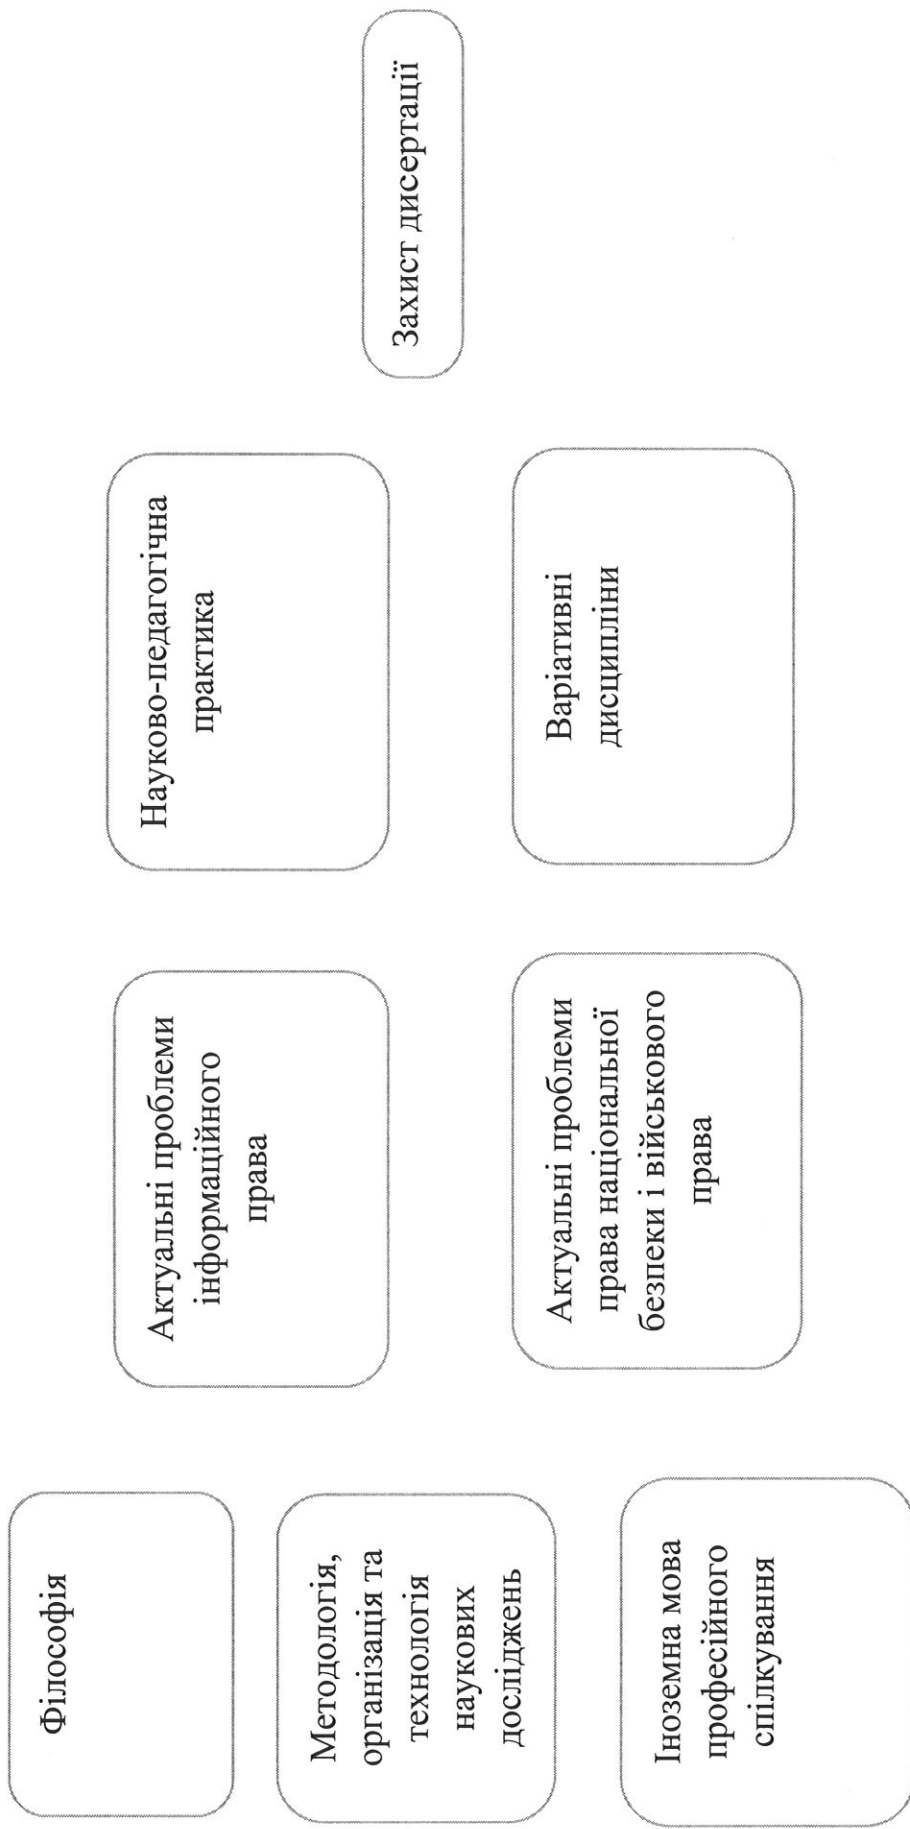 Філософія
Методологія,
організація та
технологія
наукових
досліджень
Іноземна мова
професійного
спілкування
Актуальні проблеми
інформаційного
права
Актуальні проблеми
права національної
безпеки і військового
права
Науково-педагогічна
практика
Варіативні
дисципліни
Захист дисертації